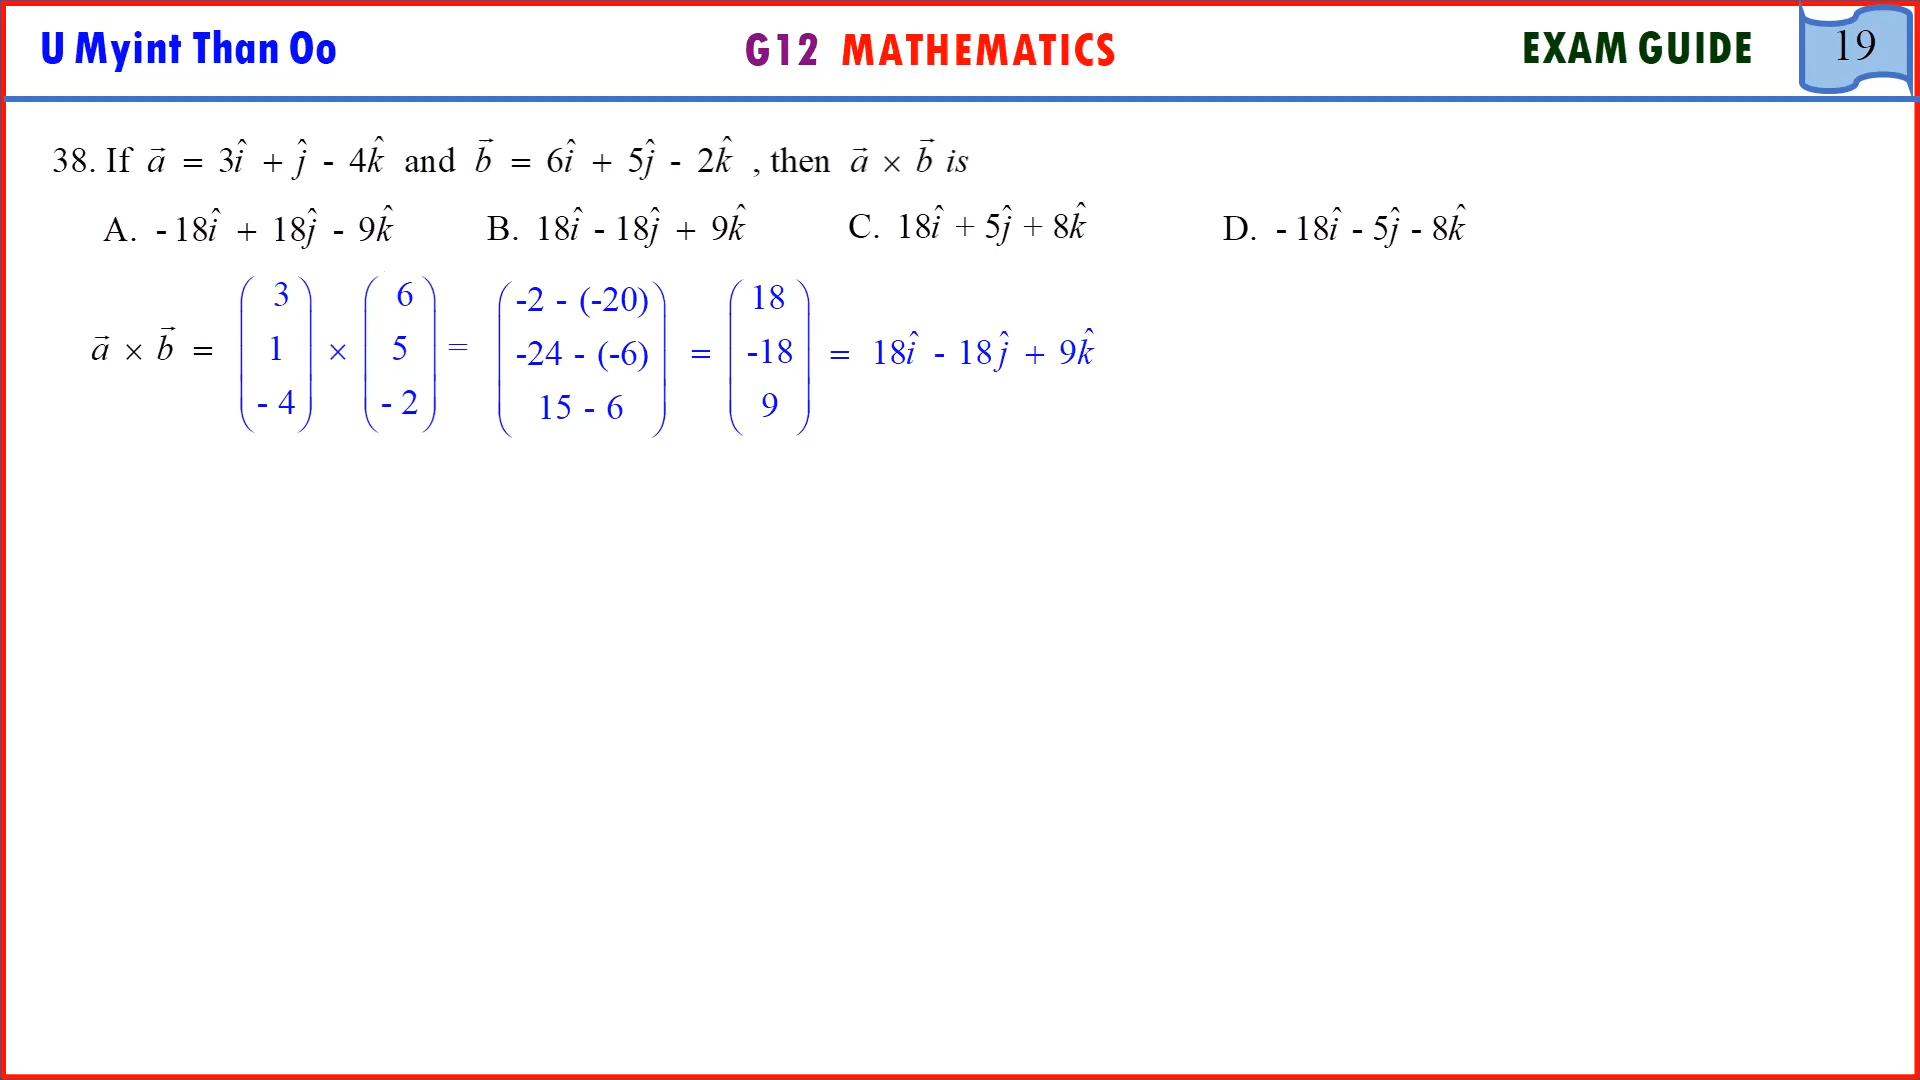 U Myint Than Oo G12 MATHEMATICS EXAM GUIDE 19
38. If a⃗ = 3î + ĵ - 4k̂ and b⃗ = 6î + 5ĵ - 2k̂ , then a⃗ × b⃗ is
A. - 18î + 18ĵ - 9k̂ B. 18î - 18ĵ + 9k̂ C. 18î + 5ĵ + 8k̂ D. - 18î - 5ĵ - 8k̂
3 6 -2 - (-20) 18
a⃗ × b⃗ = 1 × 5 = -24 - (-6) = -18 = 18î - 18ĵ + 9k̂
- 4 - 2 15 - 6 9